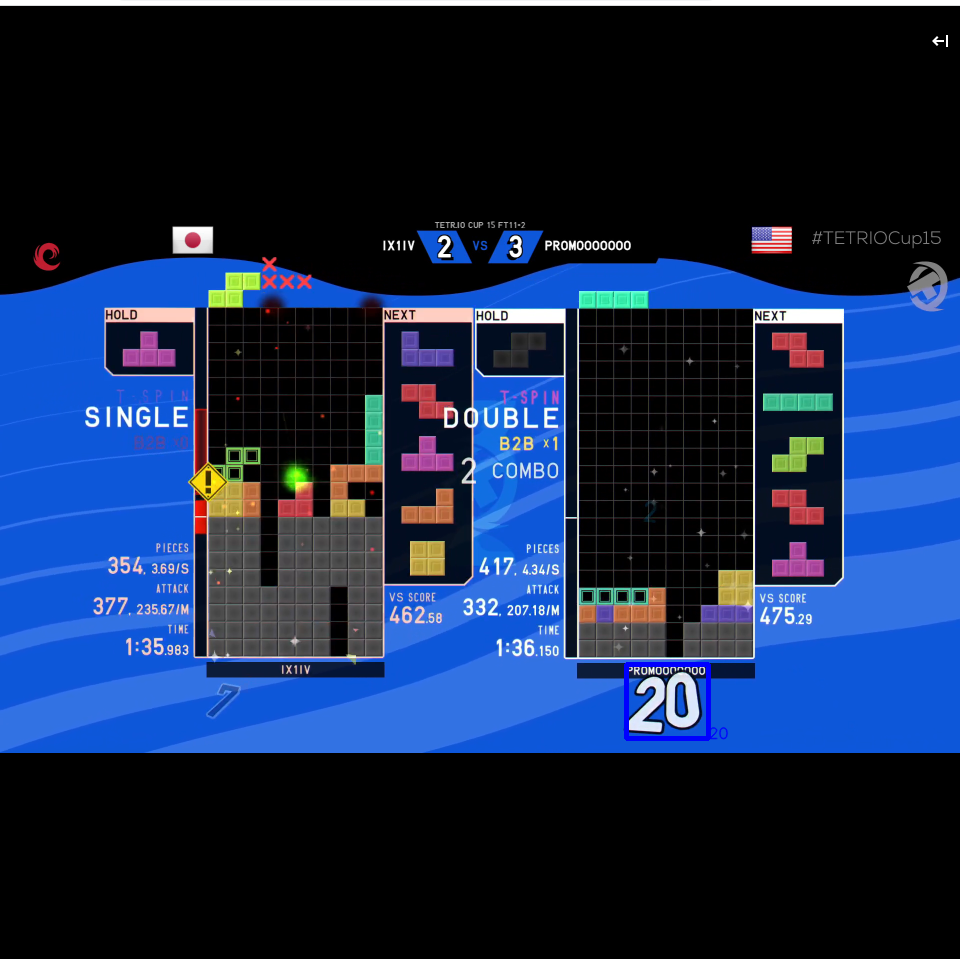 TETR.IO CUP 15 FT11-2
IX1IV 2 VS 3 PROMOOOOOOO
#TETRIOCup15
HOLD
NEXT
HOLD
NEXT
T-SPIN
SINGLE
T-SPIN
DOUBLE
B2B ×1
2 COMBO
!
PIECES
354, 3.69/S
ATTACK
377, 235.67/M
TIME
1:35.983
VS SCORE
462.58
PIECES
417, 4.34/S
ATTACK
332, 207.18/M
TIME
1:36.150
VS SCORE
475.29
IX1IV
PROMOOOOOOO
7
20
20